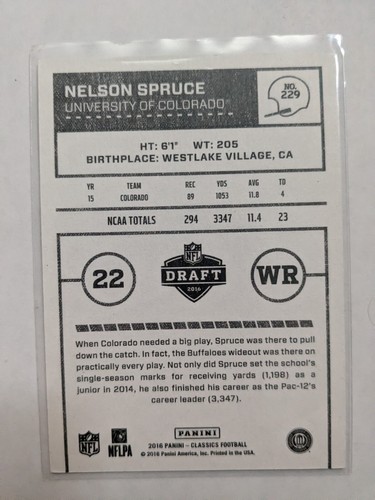 NELSON SPRUCE
UNIVERSITY OF COLORADO
NO.
229
HT: 6'1" WT: 205
BIRTHPLACE: WESTLAKE VILLAGE, CA
YR TEAM REC YDS AVG TD
15 COLORADO 89 1053 11.8 4
NCAA TOTALS 294 3347 11.4 23
22
NFL
DRAFT
2016
WR
When Colorado needed a big play, Spruce was there to pull
down the catch. In fact, the Buffaloes wideout was there on
practically every play. Not only did Spruce set the school's
single-season marks for receiving yards (1,198) as a
junior in 2014, he also finished his career as the Pac-12's
career leader (3,347).
NFL
NFLPA
PANINI
2016 PANINI - CLASSICS FOOTBALL
© 2016 Panini America, Inc. Printed in the USA.